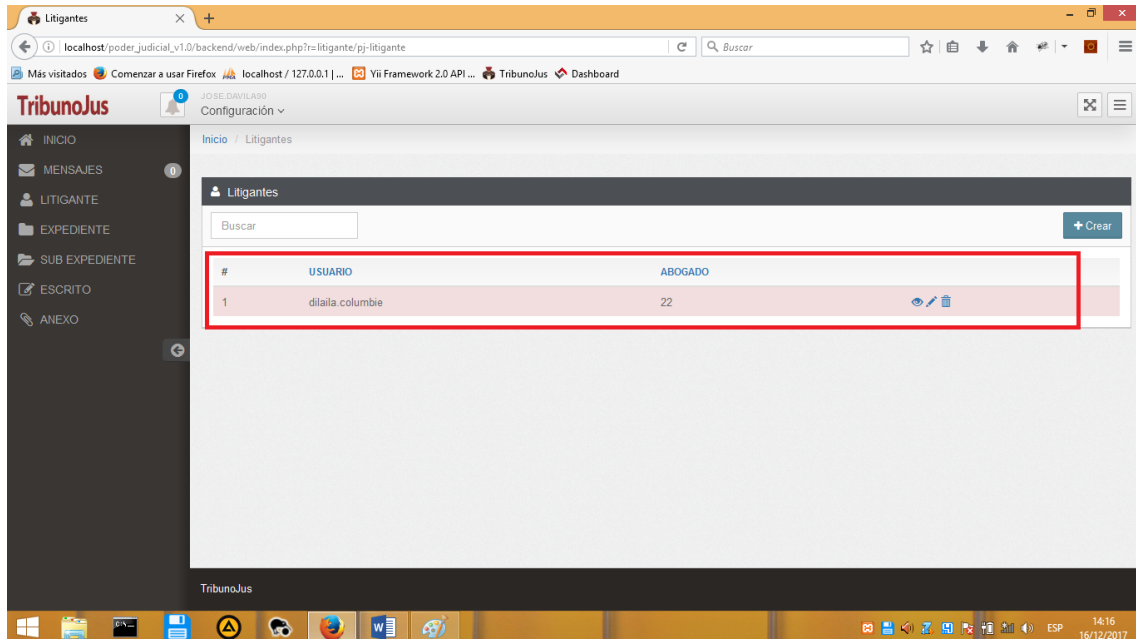 Litigantes
localhost/poder_judicial_v1.0/backend/web/index.php?r=litigante/pj-litigante
Buscar
Más visitados Comenzar a usar Firefox localhost / 127.0.0.1 | ... Yii Framework 2.0 API ... TribunoJus Dashboard
TribunoJus
0
JOSE.DAVILA90
Configuración
INICIO
MENSAJES 0
LITIGANTE
EXPEDIENTE
SUB EXPEDIENTE
ESCRITO
ANEXO
Inicio / Litigantes
Litigantes
Buscar
+ Crear
# USUARIO ABOGADO
1 dilaila.columbie 22
TribunoJus
ESP
14:16
16/12/2017